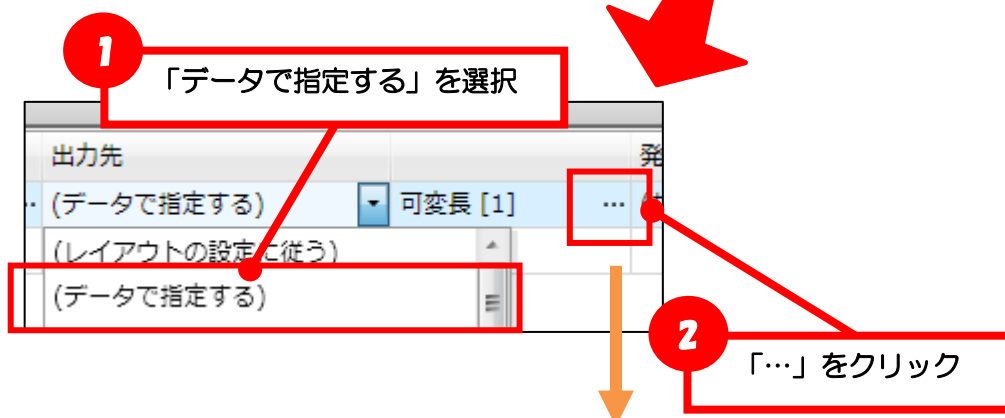 1
「データで指定する」を選択
出力先 発
… (データで指定する) 可変長 [1] …
(レイアウトの設定に従う)
(データで指定する)
2
「…」をクリック